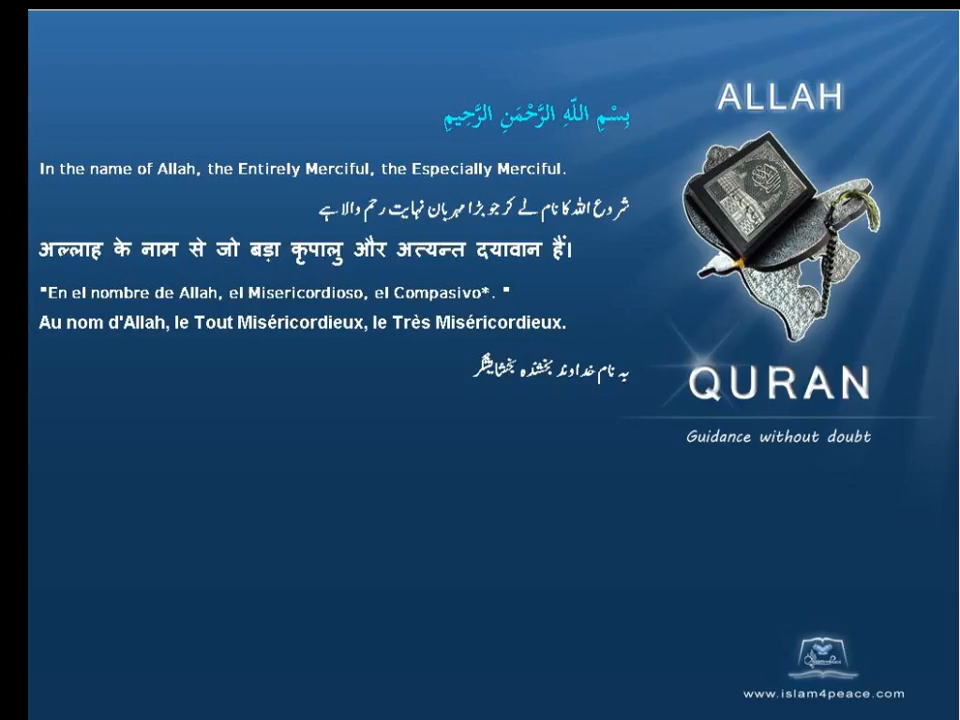 بِسْمِ اللَّهِ الرَّحْمَنِ الرَّحِيمِ
In the name of Allah, the Entirely Merciful, the Especially Merciful.
شروع اللہ کا نام لے کر جو بڑا مہربان نہایت رحم والا ہے
अल्लाह के नाम से जो बड़ा कृपालु और अत्यन्त दयावान हैं।
"En el nombre de Allah, el Misericordioso, el Compasivo*. "
Au nom d'Allah, le Tout Miséricordieux, le Très Miséricordieux.
به نام خداوند بخشنده بخشایشگر
ALLAH
QURAN
Guidance without doubt
www.islam4peace.com